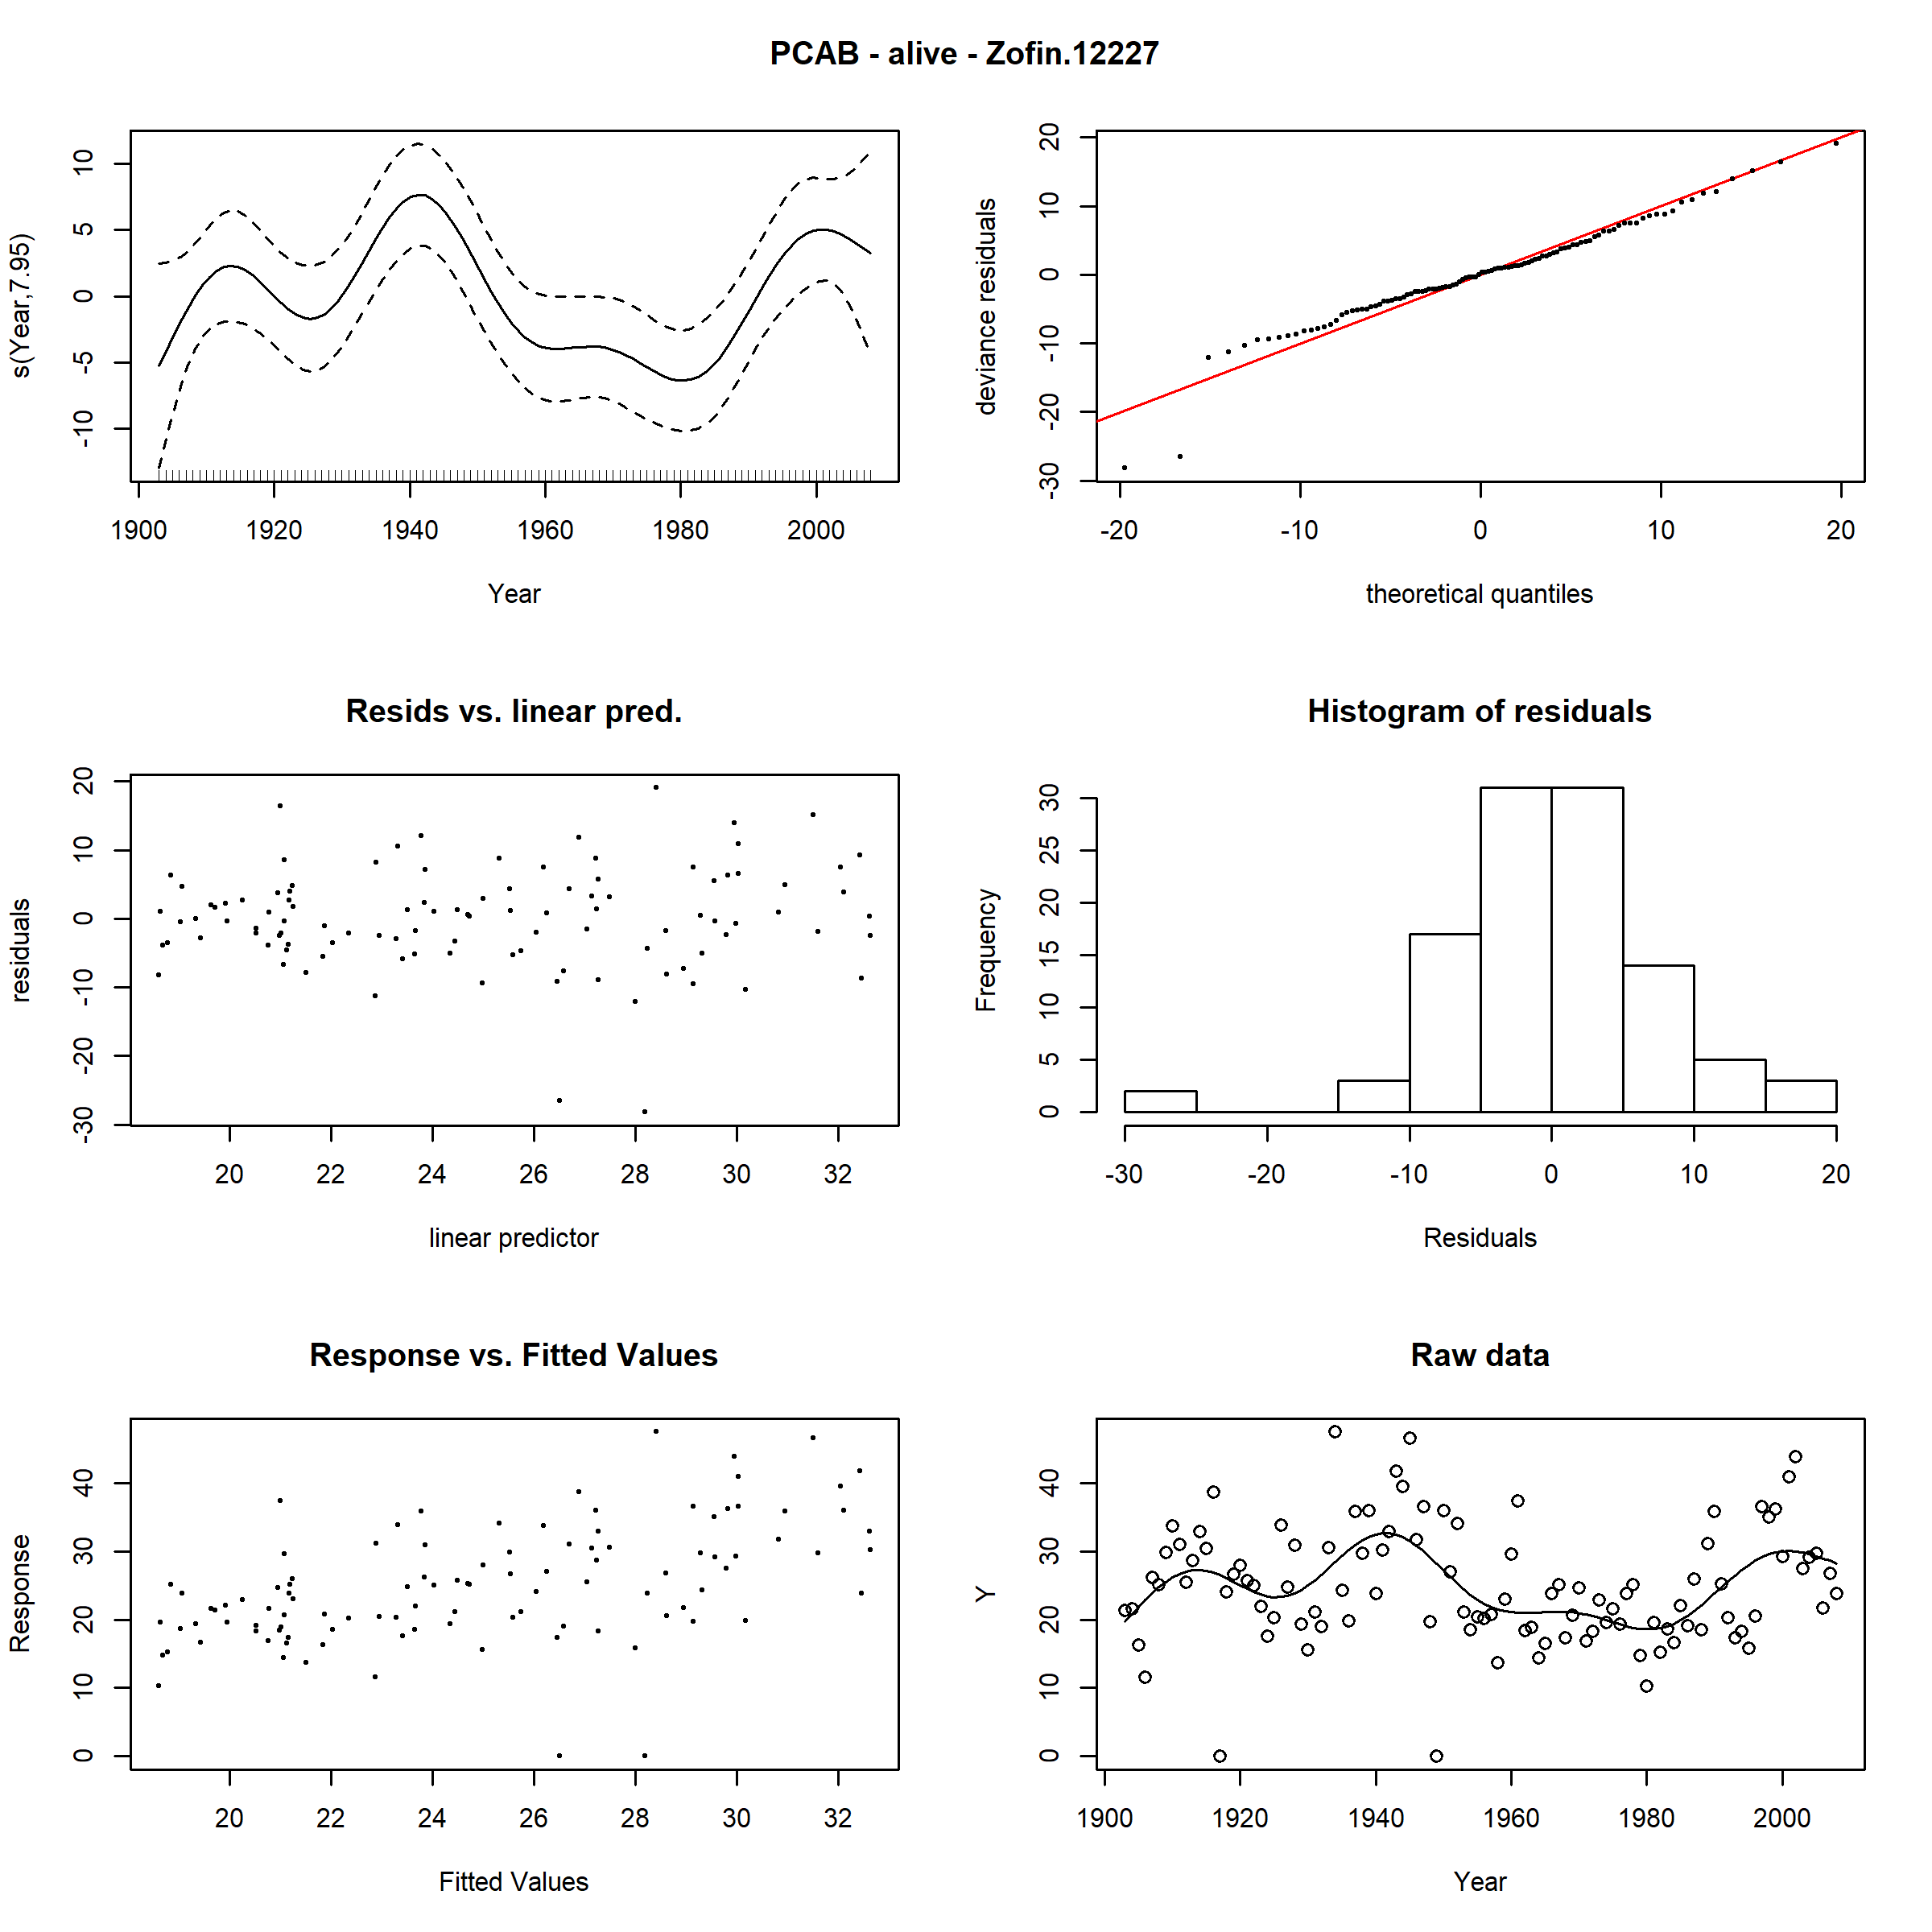 PCAB - alive - Zofin.12227
s(Year,7.95)
10
5
0
-5
-10
1900 1920 1940 1960 1980 2000
Year
deviance residuals
20
10
0
-10
-20
-30
-20 -10 0 10 20
theoretical quantiles
Resids vs. linear pred.
residuals
20
10
0
-10
-20
-30
20 22 24 26 28 30 32
linear predictor
Histogram of residuals
Frequency
30
25
20
15
10
5
0
-30 -20 -10 0 10 20
Residuals
Response vs. Fitted Values
Response
40
30
20
10
0
20 22 24 26 28 30 32
Fitted Values
Raw data
Y
40
30
20
10
0
1900 1920 1940 1960 1980 2000
Year